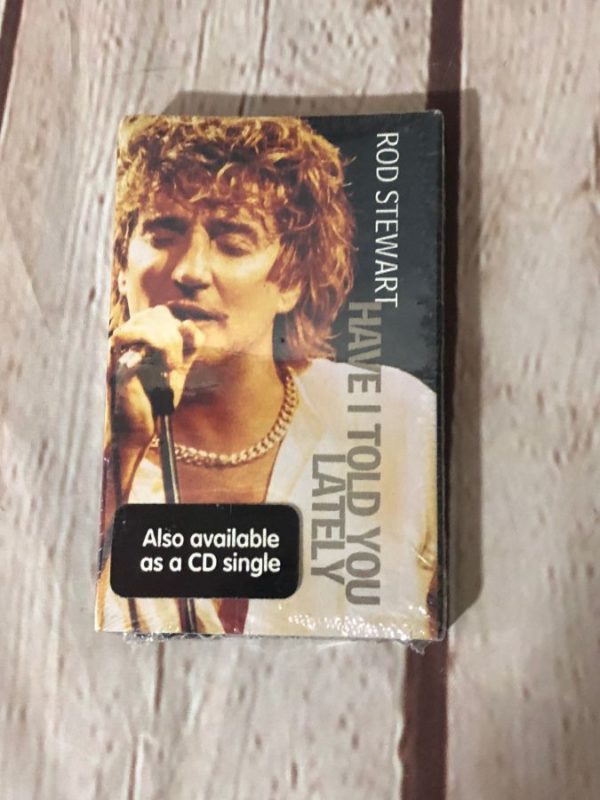 ROD STEWART
HAVE I TOLD YOU
LATELY
Also available
as a CD single